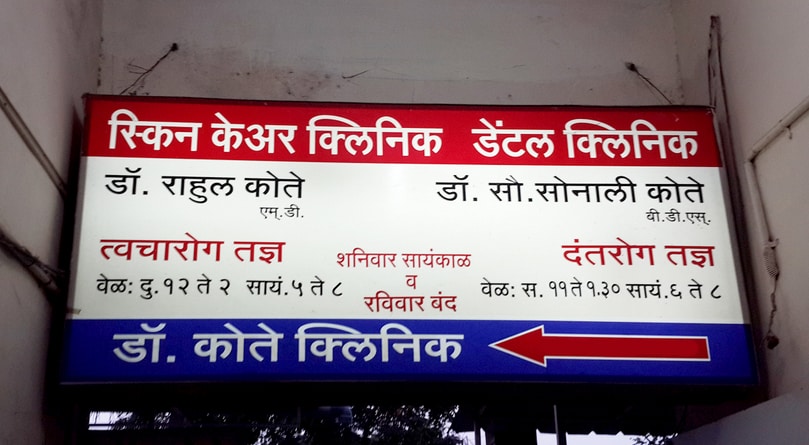 स्किन केअर क्लिनिक डेंटल क्लिनिक
डॉ. राहुल कोते डॉ. सौ.सोनाली कोते
एम्.डी. बी.डी.एस्.
त्वचारोग तज्ञ शनिवार सायंकाळ दंतरोग तज्ञ
व
वेळ: दु.१२ ते २ सायं.५ ते ८ रविवार बंद वेळ: स. ११ ते १.३० सायं.६ ते ८
डॉ. कोते क्लिनिक